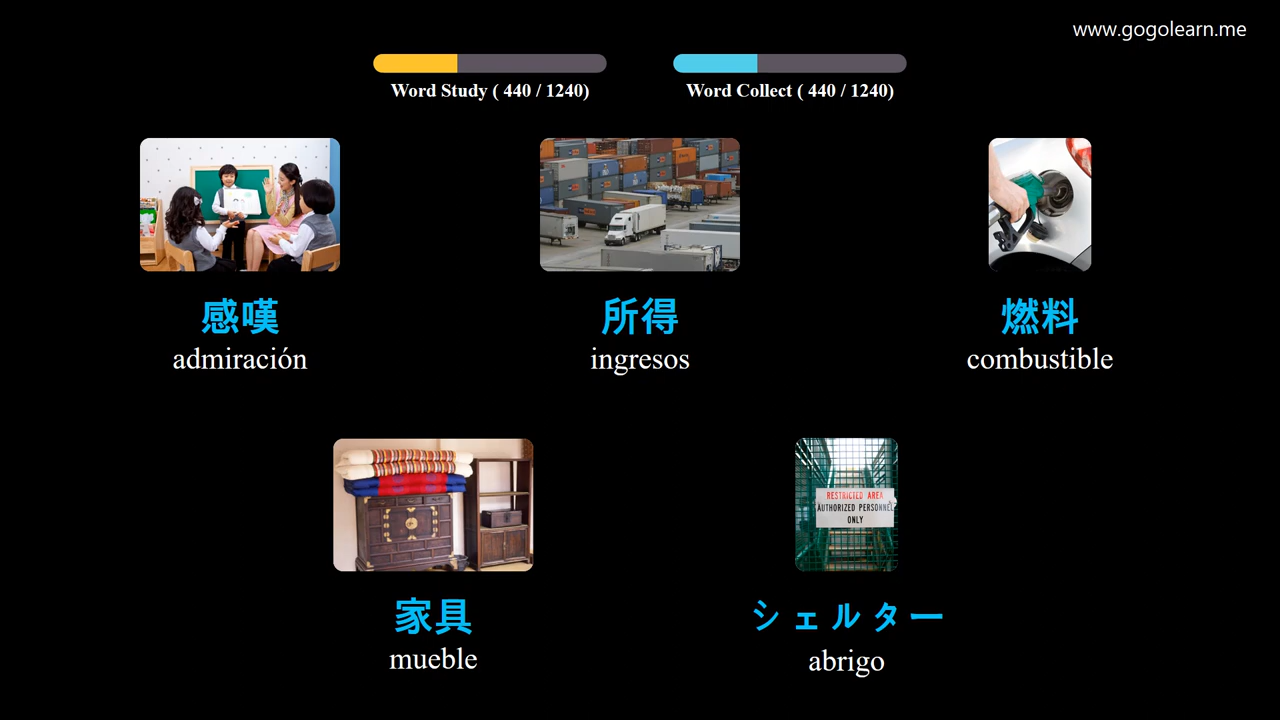 www.gogolearn.me
Word Study ( 440 / 1240)
Word Collect ( 440 / 1240)
感嘆
admiración
所得
ingresos
燃料
combustible
RESTRICTED AREA
AUTHORIZED PERSONNEL
ONLY
家具
mueble
シェルター
abrigo